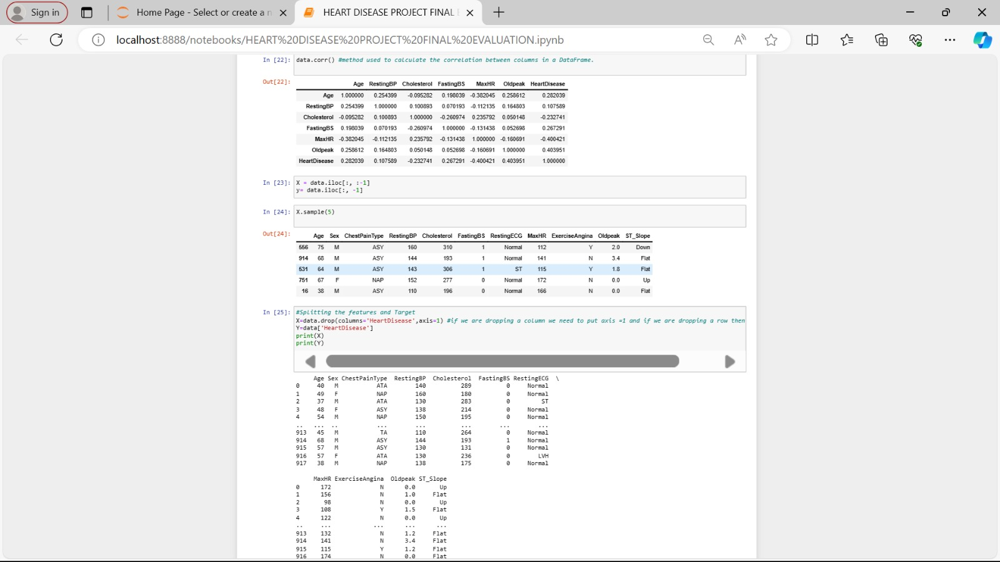 Sign in
Home Page - Select or create a n
HEART DISEASE PROJECT FINAL
localhost:8888/notebooks/HEART%20DISEASE%20PROJECT%20FINAL%20EVALUATION.ipynb
In [22]: data.corr() #method used to calculate the correlation between columns in a DataFrame.
Out[22]:
Age RestingBP Cholesterol FastingBS MaxHR Oldpeak HeartDisease
Age 1.000000 0.254399 -0.095282 0.198039 -0.382045 0.258612 0.282039
RestingBP 0.254399 1.000000 0.100893 0.070193 -0.112135 0.164803 0.107589
Cholesterol -0.095282 0.100893 1.000000 -0.260974 0.235792 0.050148 -0.232741
FastingBS 0.198039 0.070193 -0.260974 1.000000 -0.131438 0.052698 0.267291
MaxHR -0.382045 -0.112135 0.235792 -0.131438 1.000000 -0.160691 -0.400421
Oldpeak 0.258612 0.164803 0.050148 0.052698 -0.160691 1.000000 0.403951
HeartDisease 0.282039 0.107589 -0.232741 0.267291 -0.400421 0.403951 1.000000
In [23]: X = data.iloc[:, :-1]
y= data.iloc[:, -1]
In [24]: X.sample(5)
Out[24]:
Age Sex ChestPainType RestingBP Cholesterol FastingBS RestingECG MaxHR ExerciseAngina Oldpeak ST_Slope
556 75 M ASY 160 310 1 Normal 112 Y 2.0 Down
914 68 M ASY 144 193 1 Normal 141 N 3.4 Flat
531 64 M ASY 143 306 1 ST 115 Y 1.8 Flat
751 67 F NAP 152 277 0 Normal 172 N 0.0 Up
16 38 M ASY 110 196 0 Normal 166 N 0.0 Flat
In [25]: #Splitting the features and Target
X=data.drop(columns='HeartDisease',axis=1) #if we are dropping a column we need to put axis =1 and if we are dropping a row then
Y=data['HeartDisease']
print(X)
print(Y)
Age Sex ChestPainType RestingBP Cholesterol FastingBS RestingECG \
0 40 M ATA 140 289 0 Normal
1 49 F NAP 160 180 0 Normal
2 37 M ATA 130 283 0 ST
3 48 F ASY 138 214 0 Normal
4 54 M NAP 150 195 0 Normal
.. ... .. ... ... ... ... ...
913 45 M TA 110 264 0 Normal
914 68 M ASY 144 193 1 Normal
915 57 M ASY 130 131 0 Normal
916 57 F ATA 130 236 0 LVH
917 38 M NAP 138 175 0 Normal
MaxHR ExerciseAngina Oldpeak ST_Slope
0 172 N 0.0 Up
1 156 N 1.0 Flat
2 98 N 0.0 Up
3 108 Y 1.5 Flat
4 122 N 0.0 Up
.. ... ... ... ...
913 132 N 1.2 Flat
914 141 N 3.4 Flat
915 115 Y 1.2 Flat
916 174 N 0.0 Flat